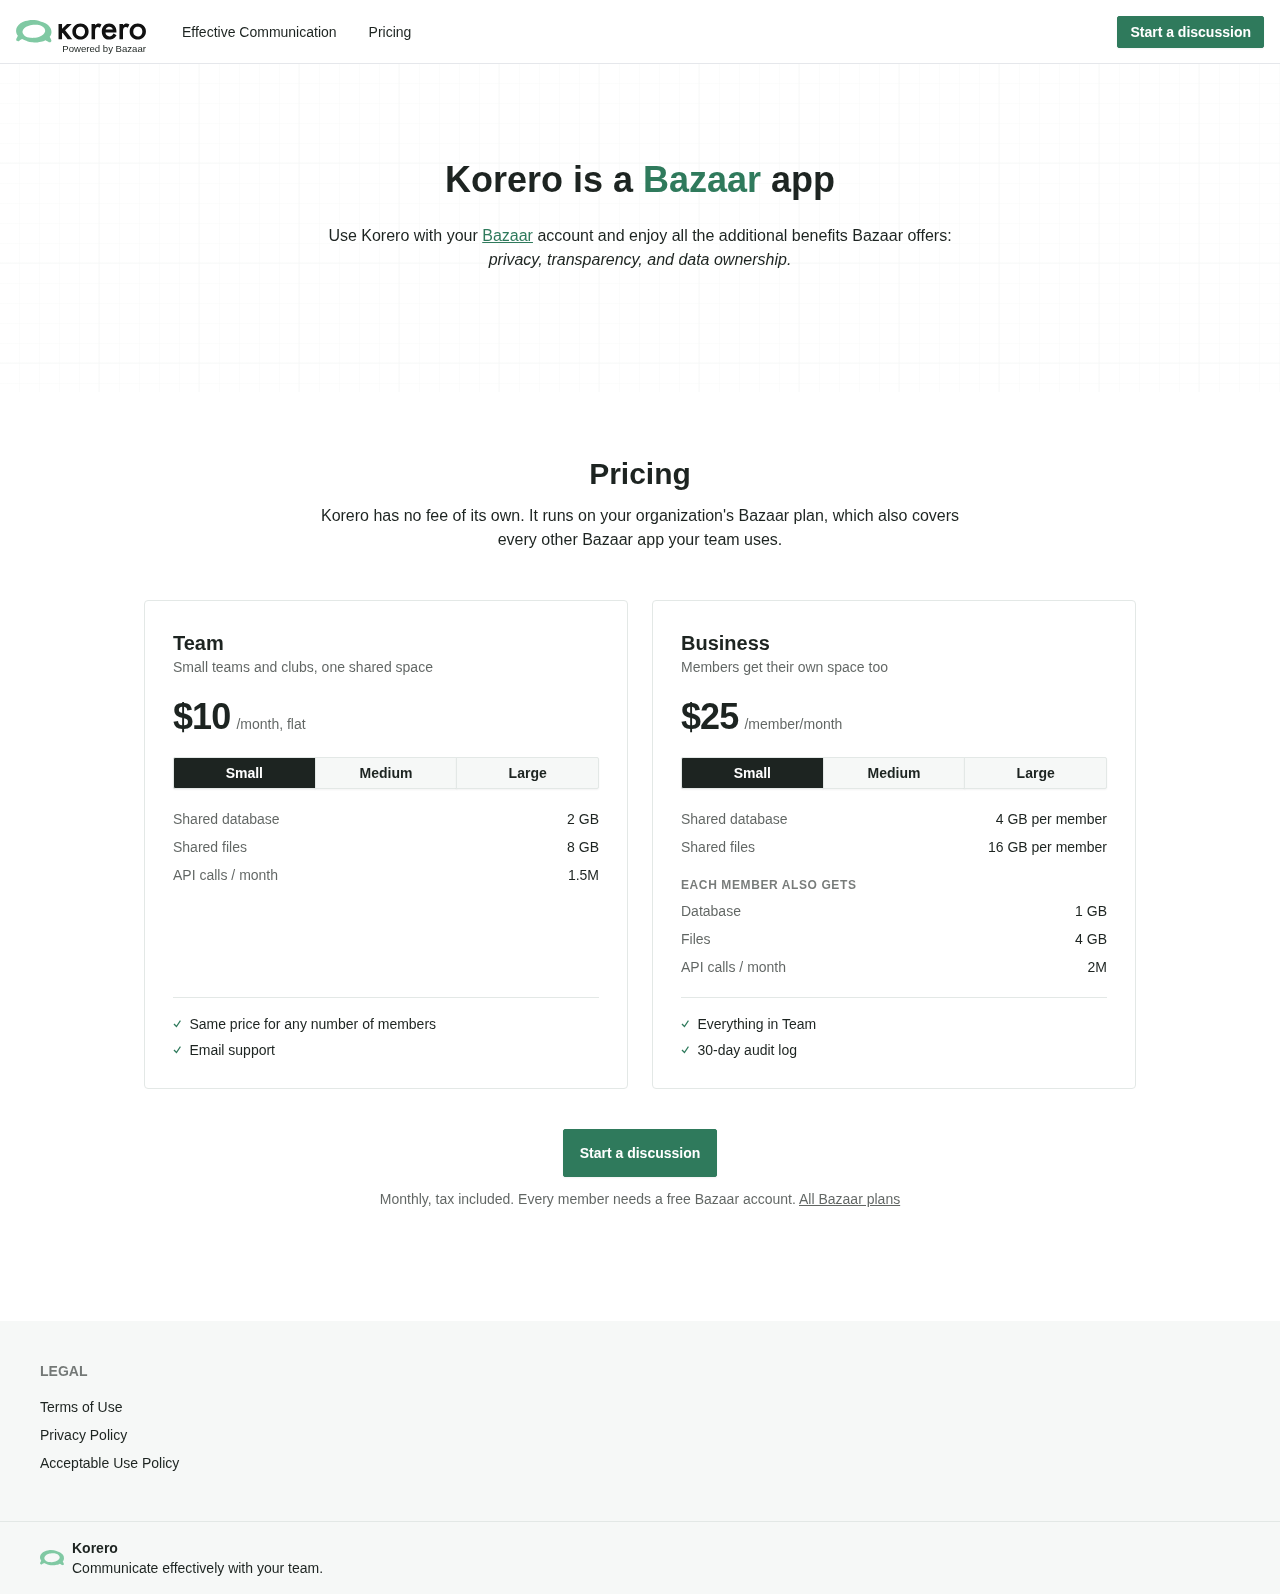 korero
Powered by Bazaar
Effective Communication
Pricing
Start a discussion
Korero is a Bazaar app
Use Korero with your Bazaar account and enjoy all the additional benefits Bazaar offers:
privacy, transparency, and data ownership.
Pricing
Korero has no fee of its own. It runs on your organization's Bazaar plan, which also covers
every other Bazaar app your team uses.
Team
Small teams and clubs, one shared space
$10 /month, flat
Small Medium Large
Shared database 2 GB
Shared files 8 GB
API calls / month 1.5M
Same price for any number of members
Email support
Business
Members get their own space too
$25 /member/month
Small Medium Large
Shared database 4 GB per member
Shared files 16 GB per member
EACH MEMBER ALSO GETS
Database 1 GB
Files 4 GB
API calls / month 2M
Everything in Team
30-day audit log
Start a discussion
Monthly, tax included. Every member needs a free Bazaar account. All Bazaar plans
LEGAL
Terms of Use
Privacy Policy
Acceptable Use Policy
Korero
Communicate effectively with your team.